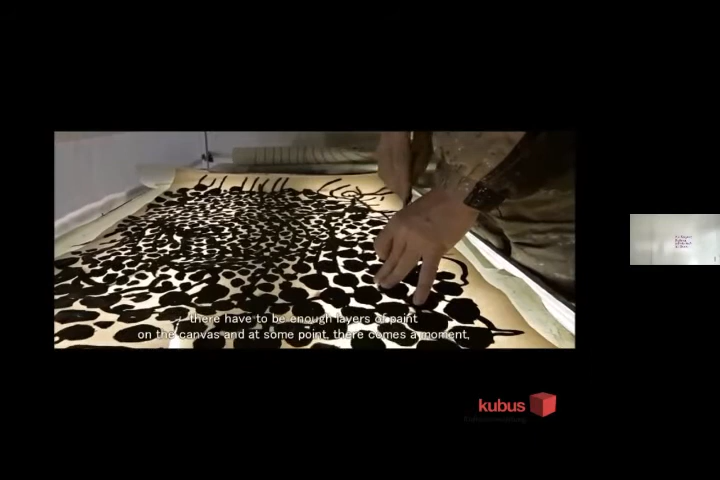 there have to be enough layers of paint
on the canvas and at some point, there comes a moment,
kubus